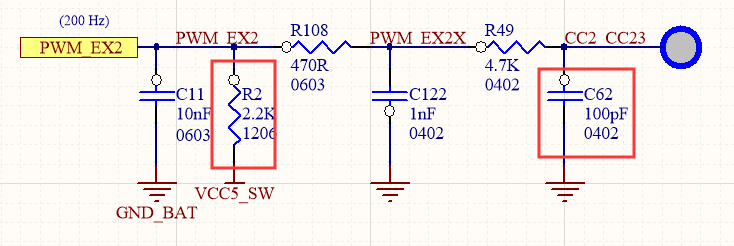 (200 Hz)
PWM_EX2
PWM_EX2
R108
470R
0603
PWM_EX2X
R49
4.7K
0402
CC2_CC23
C11
10nF
0603
R2
2.2K
1206
C122
1nF
0402
C62
100pF
0402
VCC5_SW
GND_BAT